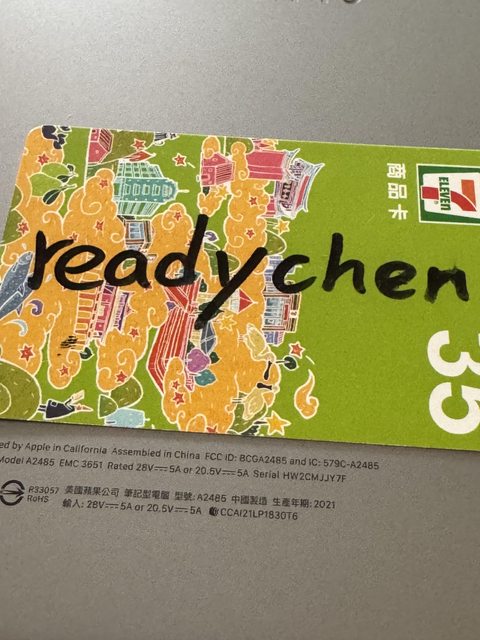 7
ELEVEN
商品卡
readychen
35
ed by Apple in California Assembled in China FCC ID: BCGA2485 and IC: 579C-A2485
Model A2485 EMC 3651 Rated 28V⎓5A or 20.5V⎓5A Serial HW2CMJJY7F
R33057 美國蘋果公司 筆記型電腦 型號: A2485 中國製造 生產年期: 2021
RoHS 輸入: 28V⎓5A or 20.5V⎓5A CCAI21LP1830T6